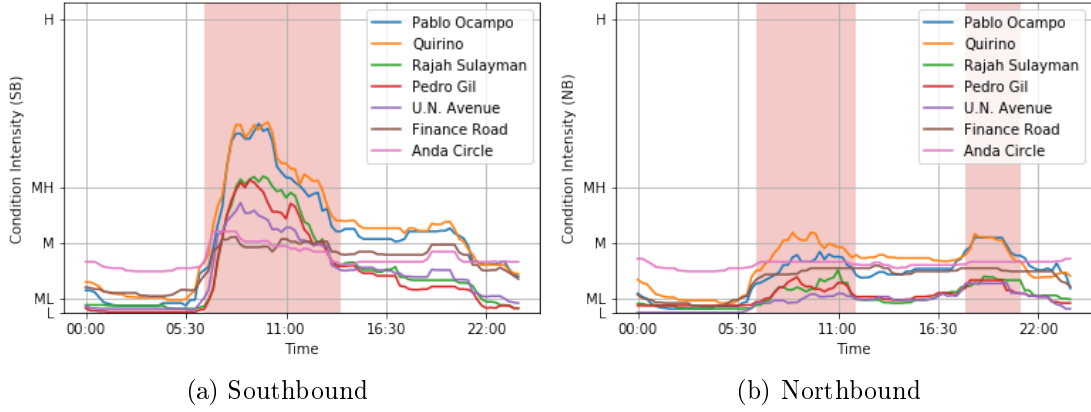 Condition Intensity (SB)
H
MH
M
ML
L
00:00
05:30
11:00
16:30
22:00
Time
Pablo Ocampo
Quirino
Rajah Sulayman
Pedro Gil
U.N. Avenue
Finance Road
Anda Circle
(a) Southbound
Condition Intensity (NB)
H
MH
M
ML
L
00:00
05:30
11:00
16:30
22:00
Time
Pablo Ocampo
Quirino
Rajah Sulayman
Pedro Gil
U.N. Avenue
Finance Road
Anda Circle
(b) Northbound